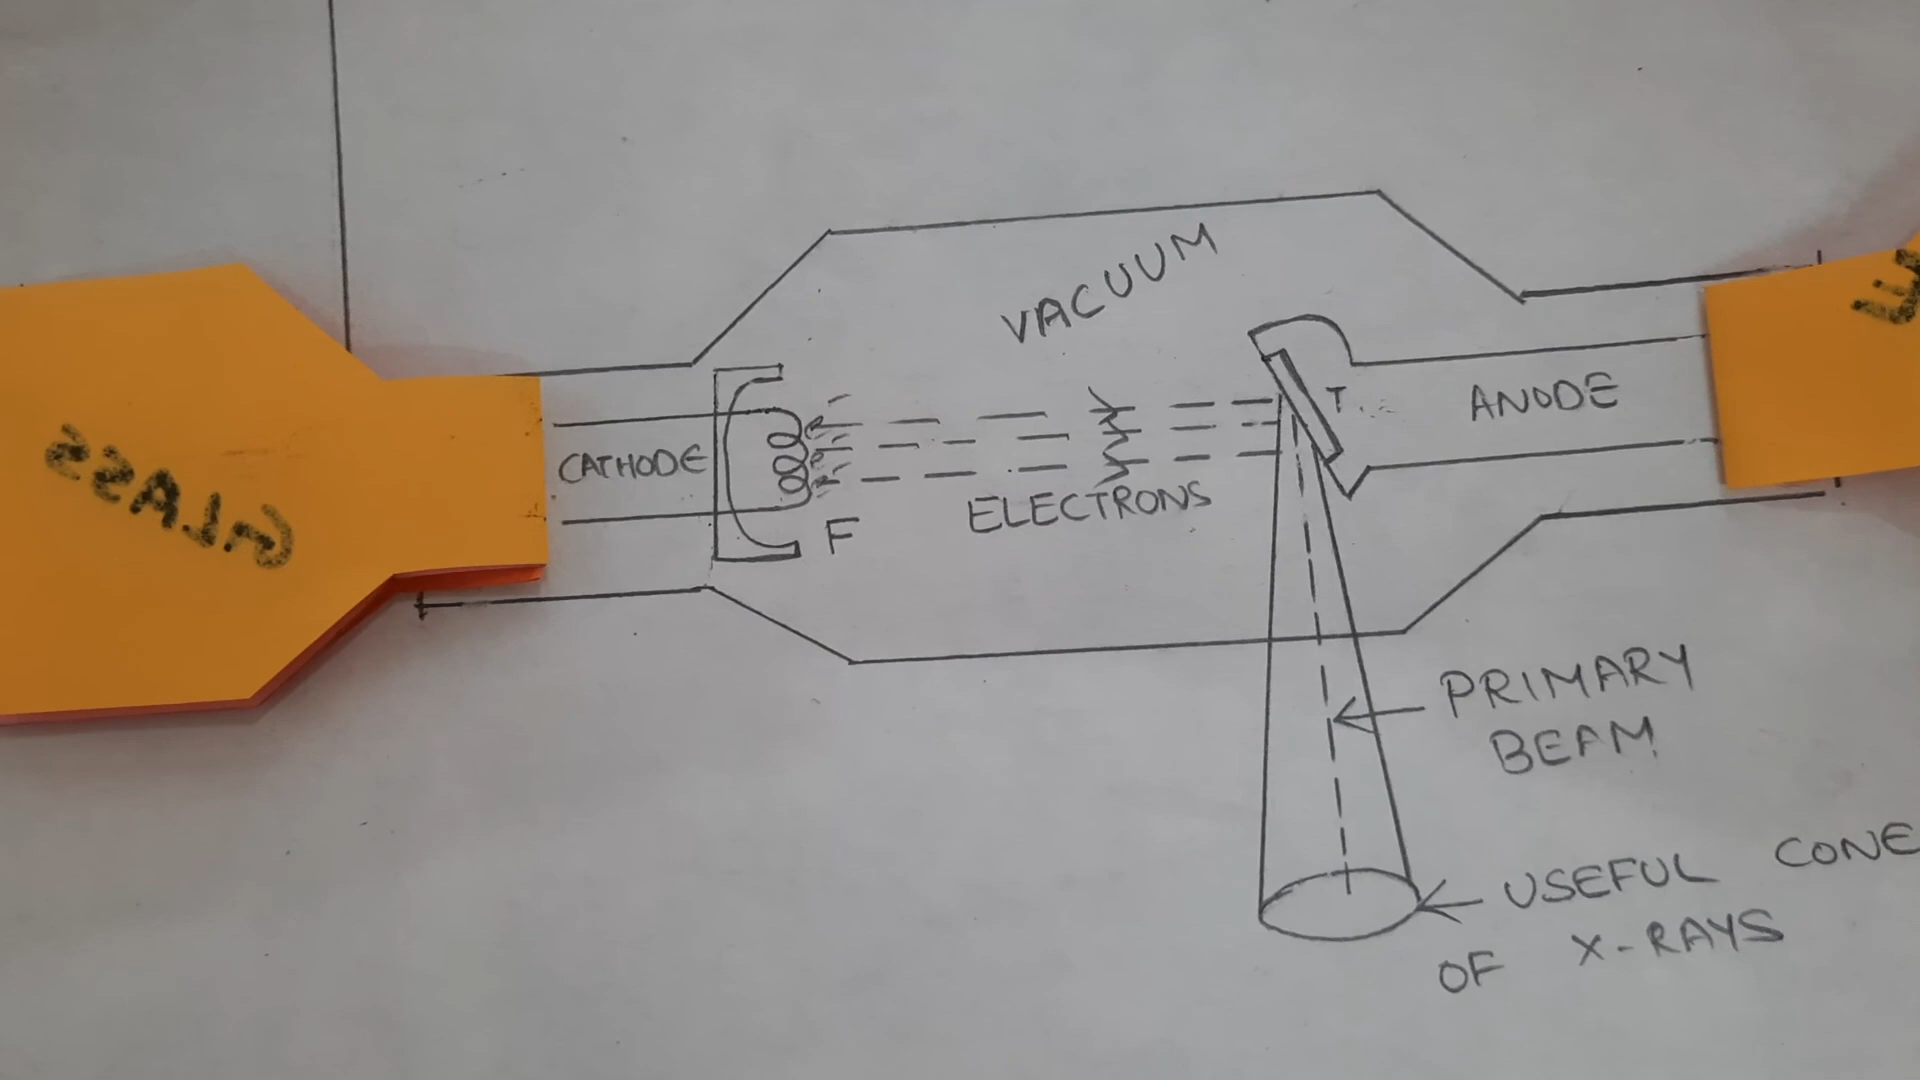 VACUUM
GLASS
CATHODE
T
ANODE
ELECTRONS
F
PRIMARY
BEAM
USEFUL CONE
OF X-RAYS